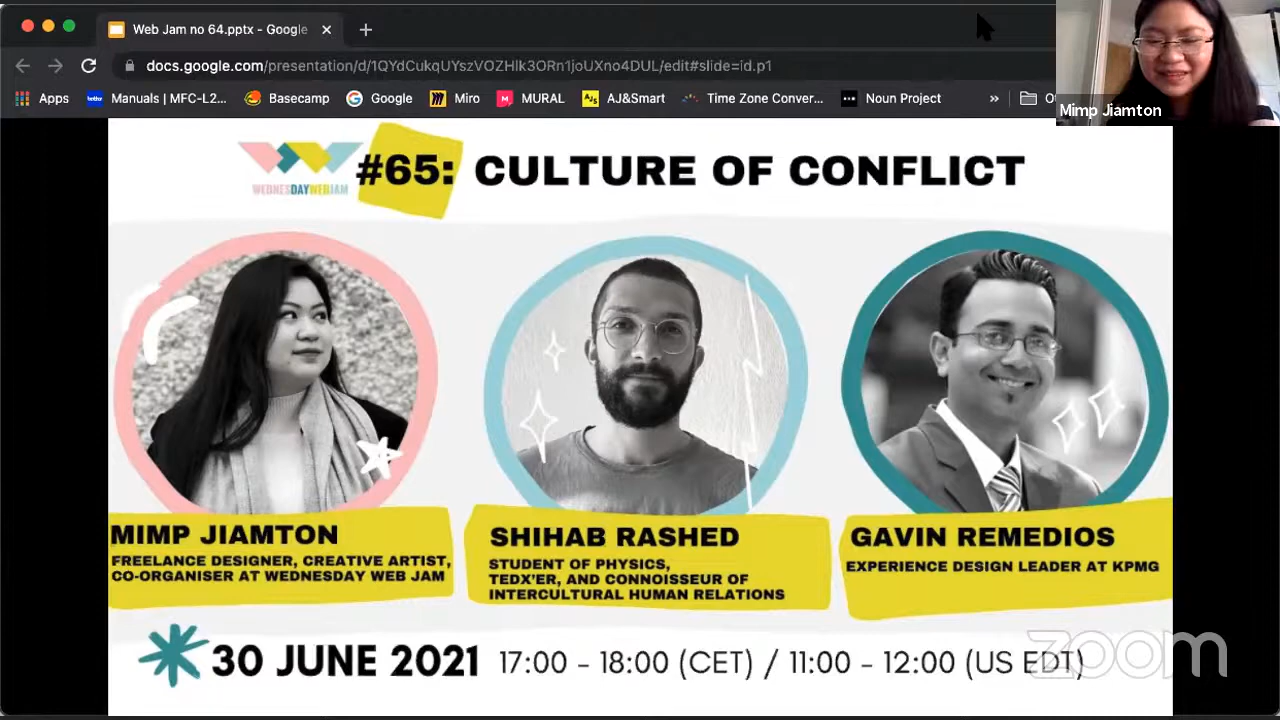 Web Jam no 64.pptx - Google
docs.google.com/presentation/d/1QYdCukqUYszVOZHlk3ORn1joUXno4DUL/edit#slide=id.p1
Apps
Manuals | MFC-L2...
Basecamp
Google
Miro
MURAL
AJ&Smart
Time Zone Conver...
Noun Project
»
Mimp Jiamton
#65: CULTURE OF CONFLICT
WEDNESDAYWEBJAM
MIMP JIAMTON
FREELANCE DESIGNER, CREATIVE ARTIST,
CO-ORGANISER AT WEDNESDAY WEB JAM
SHIHAB RASHED
STUDENT OF PHYSICS,
TEDX'ER, AND CONNOISSEUR OF
INTERCULTURAL HUMAN RELATIONS
GAVIN REMEDIOS
EXPERIENCE DESIGN LEADER AT KPMG
30 JUNE 2021 17:00 - 18:00 (CET) / 11:00 - 12:00 (US EDT)
zoom